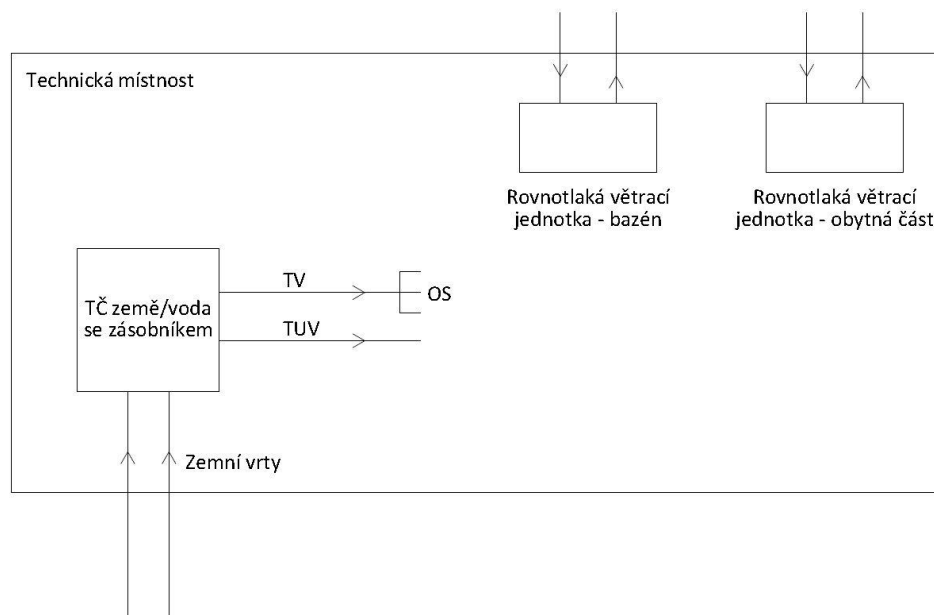 Technická místnost
Rovnotlaká větrací
jednotka - bazén
Rovnotlaká větrací
jednotka - obytná část
TČ země/voda
se zásobníkem
TV
OS
TUV
Zemní vrty